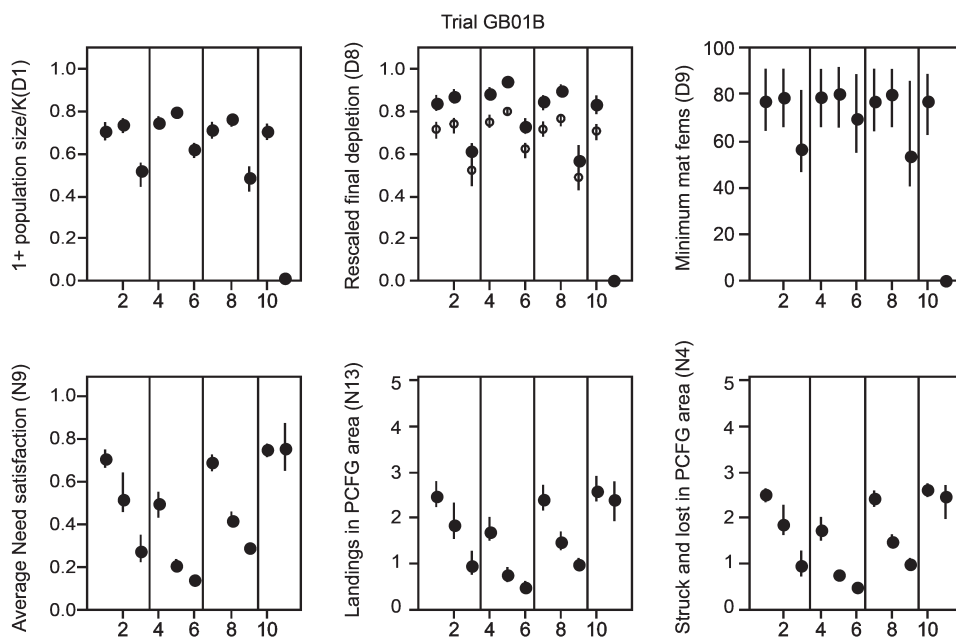 Trial GB01B
1+ population size/K(D1)
1.0
0.8
0.6
0.4
0.2
0.0
2 4 6 8 10
Rescaled final depletion (D8)
1.0
0.8
0.6
0.4
0.2
0.0
2 4 6 8 10
Minimum mat fems (D9)
100
80
60
40
20
0
2 4 6 8 10
Average Need satisfaction (N9)
1.0
0.8
0.6
0.4
0.2
0.0
2 4 6 8 10
Landings in PCFG area (N13)
5
4
3
2
1
0
2 4 6 8 10
Struck and lost in PCFG area (N4)
5
4
3
2
1
0
2 4 6 8 10